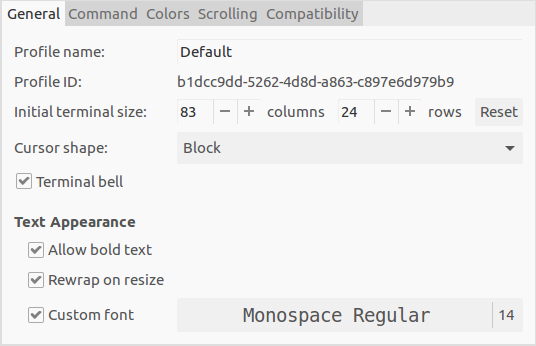 General Command Colors Scrolling Compatibility
Profile name: Default
Profile ID: b1dcc9dd-5262-4d8d-a863-c897e6d979b9
Initial terminal size: 83 − + columns 24 − + rows Reset
Cursor shape: Block
Terminal bell
Text Appearance
Allow bold text
Rewrap on resize
Custom font Monospace Regular 14